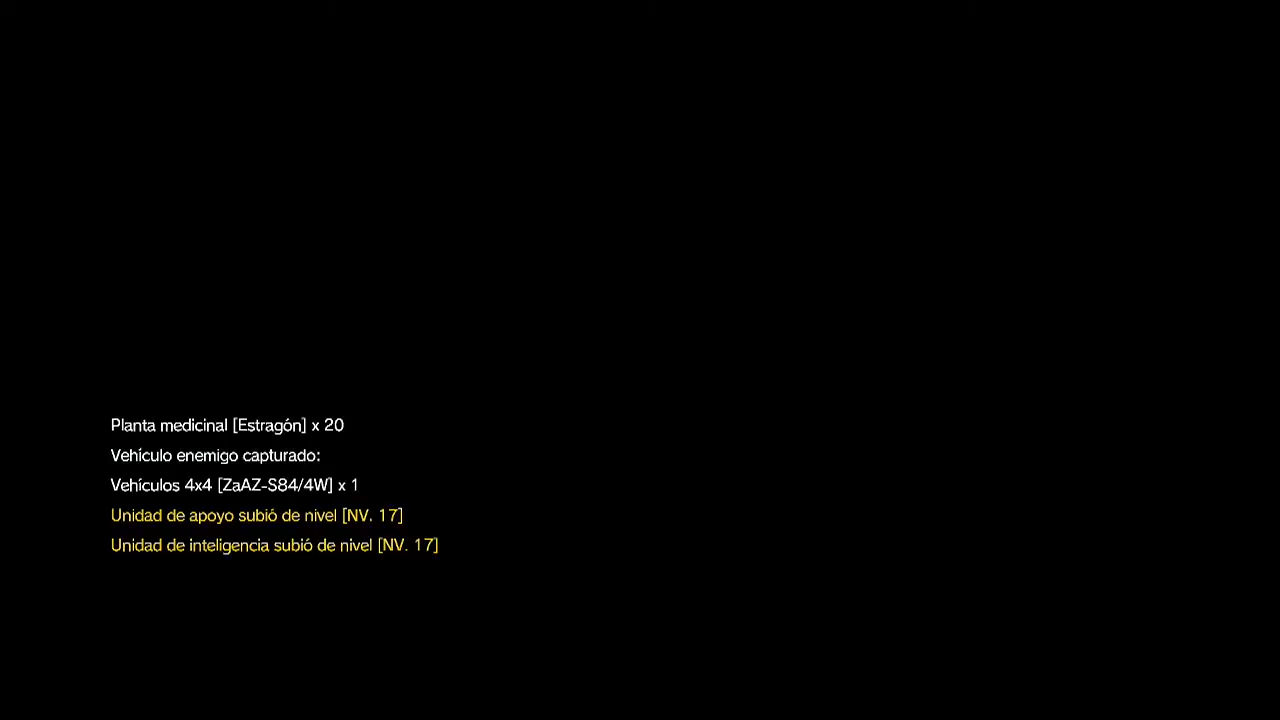 Planta medicinal [Estragón] x 20
Vehículo enemigo capturado:
Vehículos 4x4 [ZaAZ-S84/4W] x 1
Unidad de apoyo subió de nivel [NV. 17]
Unidad de inteligencia subió de nivel [NV. 17]